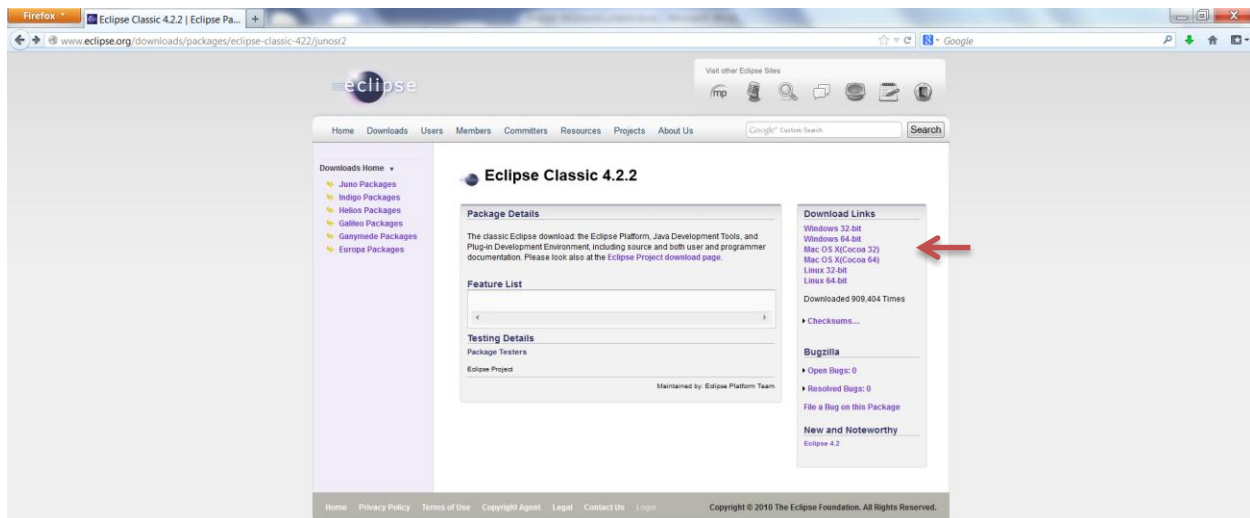 Firefox
Eclipse Classic 4.2.2 | Eclipse Pa...
www.eclipse.org/downloads/packages/eclipse-classic-422/junosr2
Google
eclipse
Visit other Eclipse Sites
mp
Home Downloads Users Members Committers Resources Projects About Us
Google™ Custom Search
Search
Downloads Home
Juno Packages
Indigo Packages
Helios Packages
Galileo Packages
Ganymede Packages
Europa Packages
Eclipse Classic 4.2.2
Package Details
The classic Eclipse download: the Eclipse Platform, Java Development Tools, and
Plug-in Development Environment, including source and both user and programmer
documentation. Please look also at the Eclipse Project download page.
Feature List
Testing Details
Package Testers
Eclipse Project
Maintained by: Eclipse Platform Team
Download Links
Windows 32-bit
Windows 64-bit
Mac OS X(Cocoa 32)
Mac OS X(Cocoa 64)
Linux 32-bit
Linux 64-bit
Downloaded 909,404 Times
Checksums...
Bugzilla
Open Bugs: 0
Resolved Bugs: 0
File a Bug on this Package
New and Noteworthy
Eclipse 4.2
Home Privacy Policy Terms of Use Copyright Agent Legal Contact Us Login
Copyright © 2010 The Eclipse Foundation. All Rights Reserved.